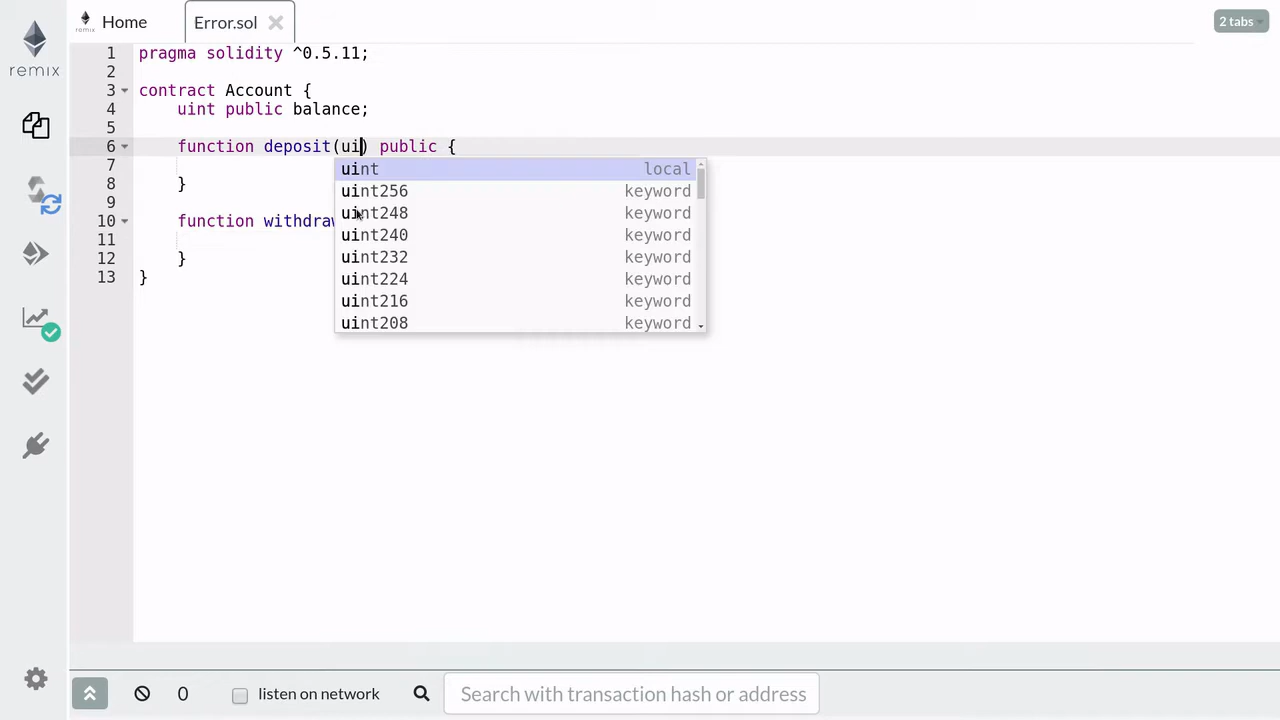 remix
remix
Home
Error.sol
2 tabs
1 pragma solidity ^0.5.11;
2
3 contract Account {
4 uint public balance;
5
6 function deposit(ui) public {
7
8 }
9
10 function withdraw
11
12 }
13 }
uint local
uint256 keyword
uint248 keyword
uint240 keyword
uint232 keyword
uint224 keyword
uint216 keyword
uint208 keyword
0
listen on network
Search with transaction hash or address